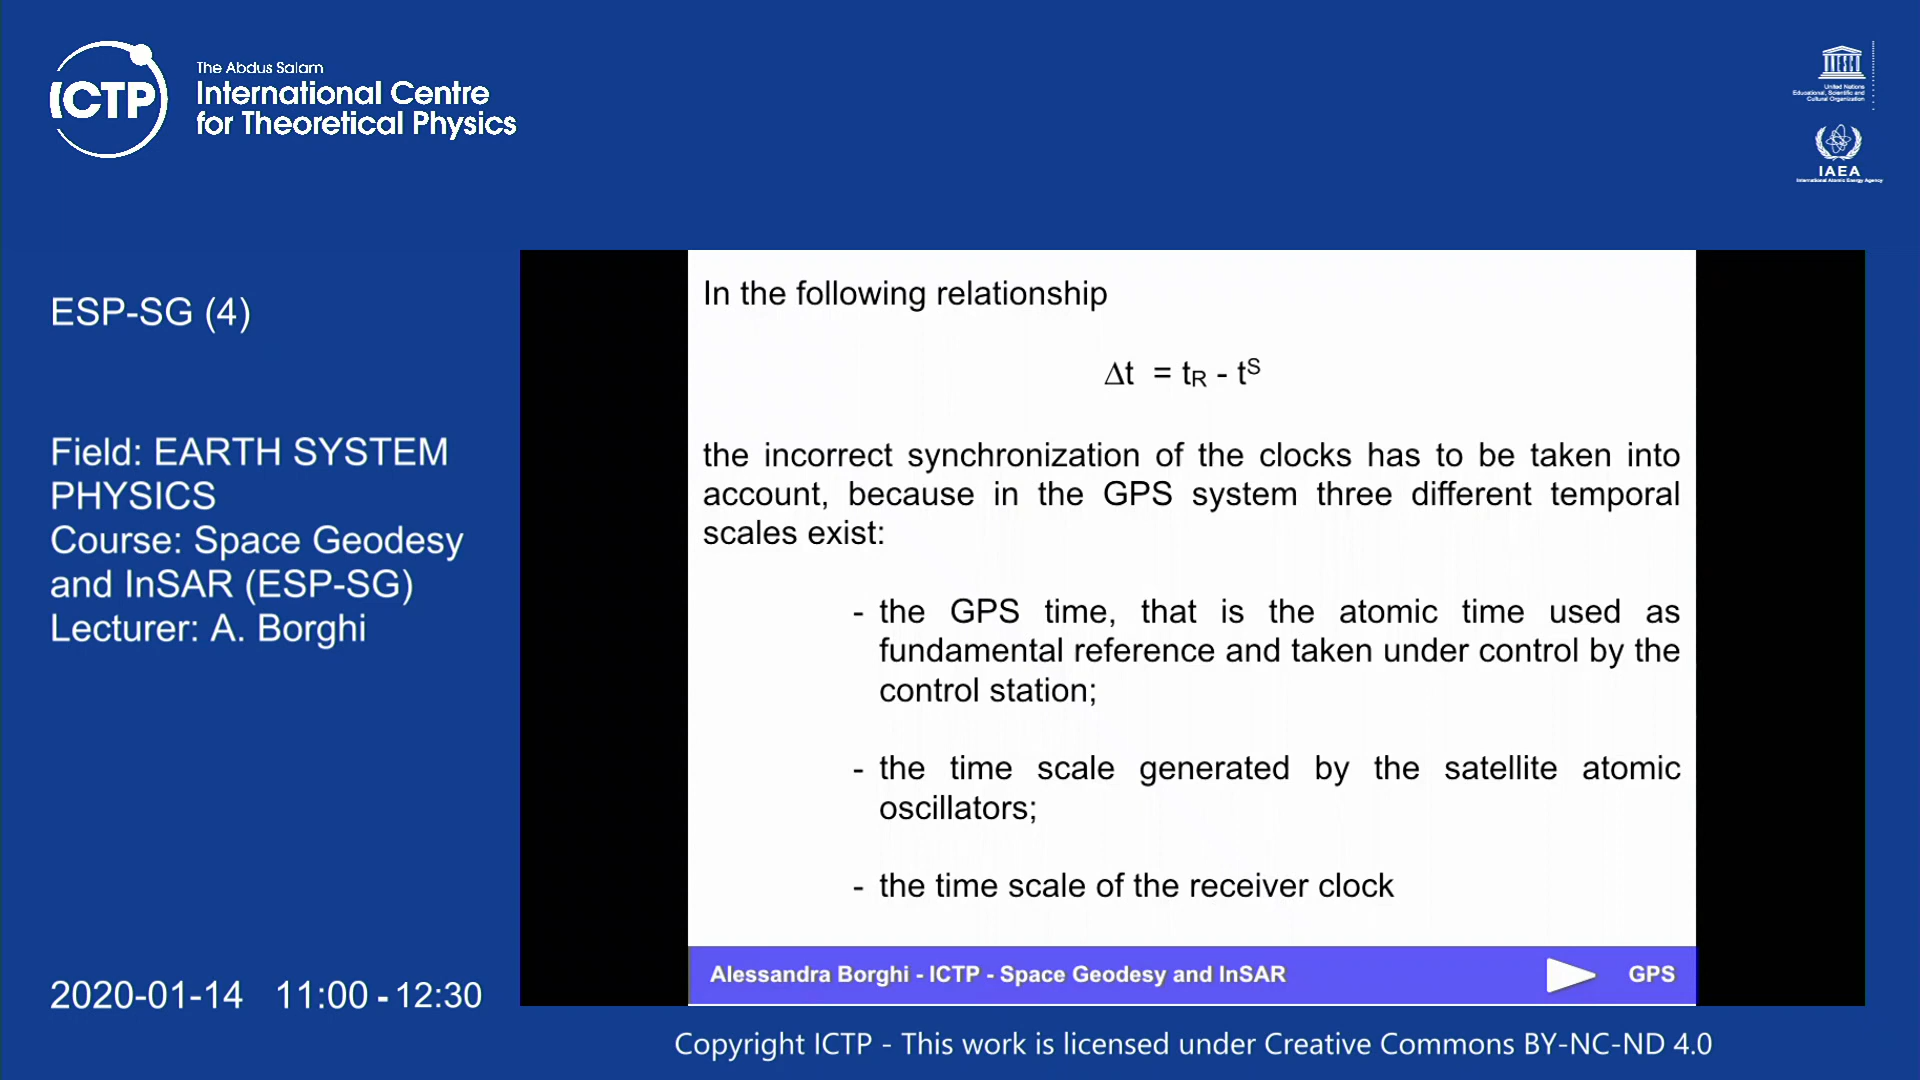 ICTP
The Abdus Salam
International Centre
for Theoretical Physics
United Nations
Educational, Scientific and
Cultural Organization
IAEA
International Atomic Energy Agency
ESP-SG (4)
Field: EARTH SYSTEM
PHYSICS
Course: Space Geodesy
and InSAR (ESP-SG)
Lecturer: A. Borghi
2020-01-14 11:00 - 12:30
In the following relationship
Δt = tR - tS
the incorrect synchronization of the clocks has to be taken into
account, because in the GPS system three different temporal
scales exist:
- the GPS time, that is the atomic time used as
fundamental reference and taken under control by the
control station;
- the time scale generated by the satellite atomic
oscillators;
- the time scale of the receiver clock
Alessandra Borghi - ICTP - Space Geodesy and InSAR GPS
Copyright ICTP - This work is licensed under Creative Commons BY-NC-ND 4.0